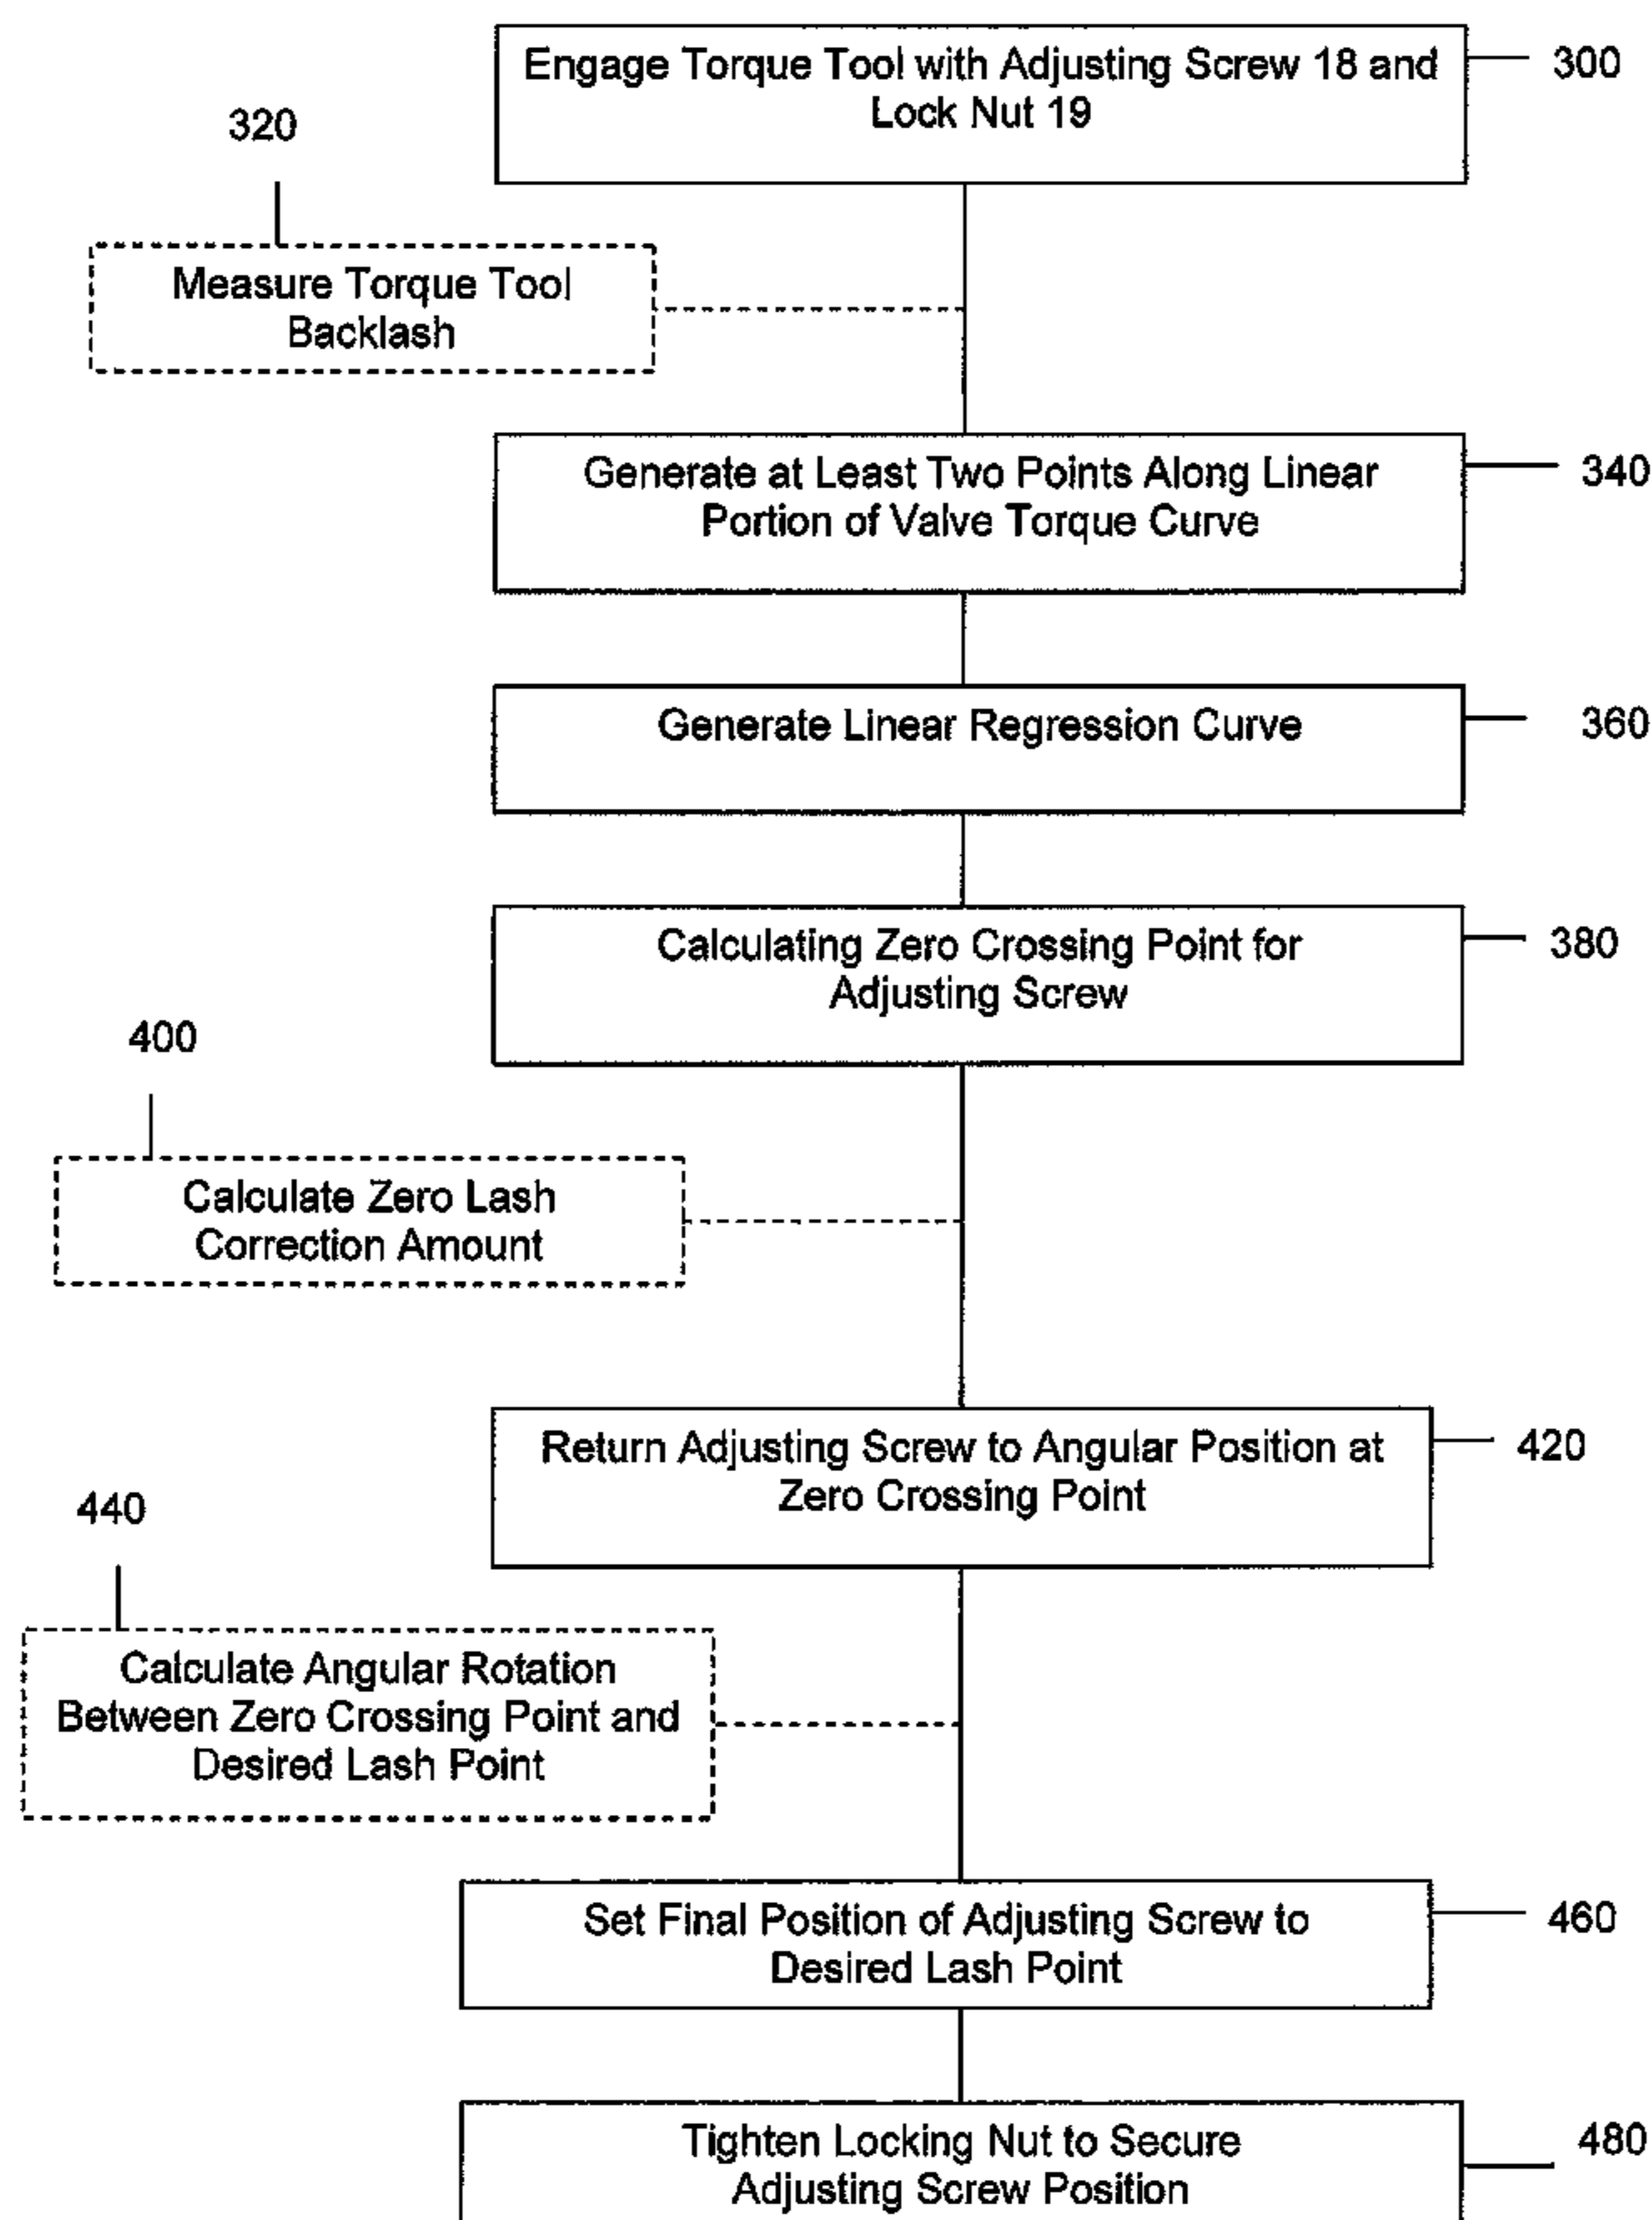 Engage Torque Tool with Adjusting Screw 18 and
Lock Nut 19
300
320
Measure Torque Tool
Backlash
Generate at Least Two Points Along Linear
Portion of Valve Torque Curve
340
Generate Linear Regression Curve
360
Calculating Zero Crossing Point for
Adjusting Screw
380
400
Calculate Zero Lash
Correction Amount
Return Adjusting Screw to Angular Position at
Zero Crossing Point
420
440
Calculate Angular Rotation
Between Zero Crossing Point and
Desired Lash Point
Set Final Position of Adjusting Screw to
Desired Lash Point
460
Tighten Locking Nut to Secure
Adjusting Screw Position
480